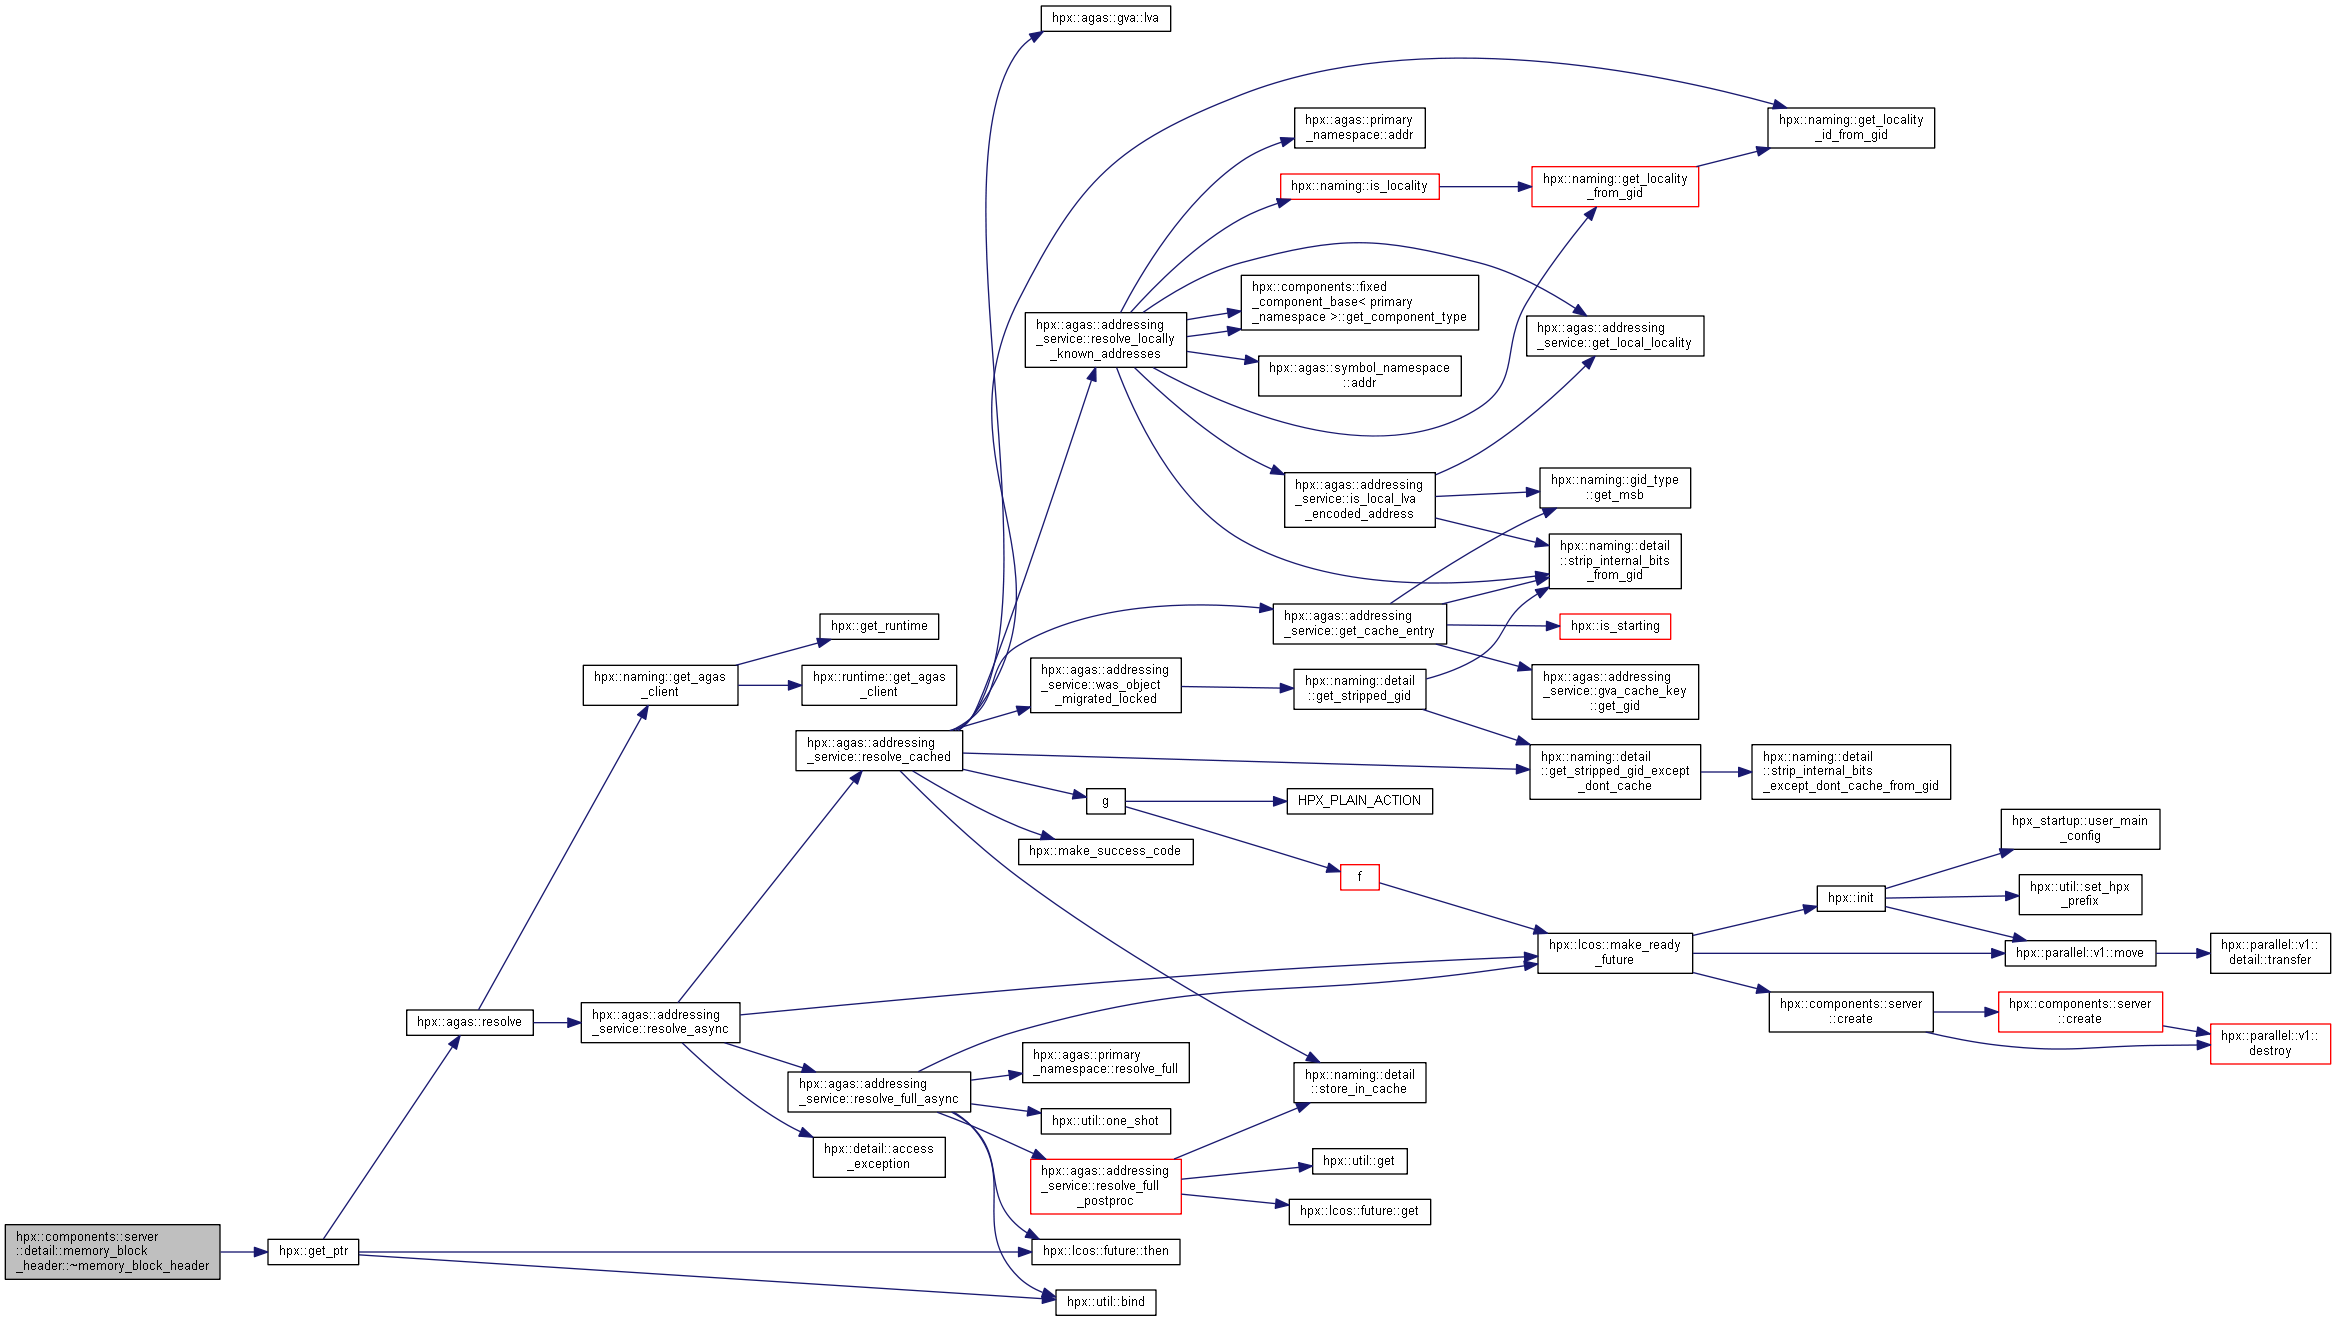 hpx::agas::gva::lva
hpx::agas::primary
_namespace::addr
hpx::naming::get_locality
_id_from_gid
hpx::naming::is_locality
hpx::naming::get_locality
_from_gid
hpx::components::fixed
_component_base< primary
_namespace >::get_component_type
hpx::agas::addressing
_service::resolve_locally
_known_addresses
hpx::agas::addressing
_service::get_local_locality
hpx::agas::symbol_namespace
::addr
hpx::agas::addressing
_service::is_local_lva
_encoded_address
hpx::naming::gid_type
::get_msb
hpx::naming::detail
::strip_internal_bits
_from_gid
hpx::get_runtime
hpx::agas::addressing
_service::get_cache_entry
hpx::is_starting
hpx::naming::get_agas
_client
hpx::runtime::get_agas
_client
hpx::agas::addressing
_service::was_object
_migrated_locked
hpx::naming::detail
::get_stripped_gid
hpx::agas::addressing
_service::gva_cache_key
::get_gid
hpx::agas::addressing
_service::resolve_cached
hpx::naming::detail
::get_stripped_gid_except
_dont_cache
hpx::naming::detail
::strip_internal_bits
_except_dont_cache_from_gid
g
HPX_PLAIN_ACTION
hpx::make_success_code
hpx_startup::user_main
_config
f
hpx::init
hpx::util::set_hpx
_prefix
hpx::lcos::make_ready
_future
hpx::parallel::v1::move
hpx::parallel::v1::
detail::transfer
hpx::agas::resolve
hpx::agas::addressing
_service::resolve_async
hpx::components::server
::create
hpx::components::server
::create
hpx::parallel::v1::
destroy
hpx::agas::primary
_namespace::resolve_full
hpx::agas::addressing
_service::resolve_full_async
hpx::naming::detail
::store_in_cache
hpx::util::one_shot
hpx::detail::access
_exception
hpx::agas::addressing
_service::resolve_full
_postproc
hpx::util::get
hpx::lcos::future::get
hpx::components::server
::detail::memory_block
_header::~memory_block_header
hpx::get_ptr
hpx::lcos::future::then
hpx::util::bind